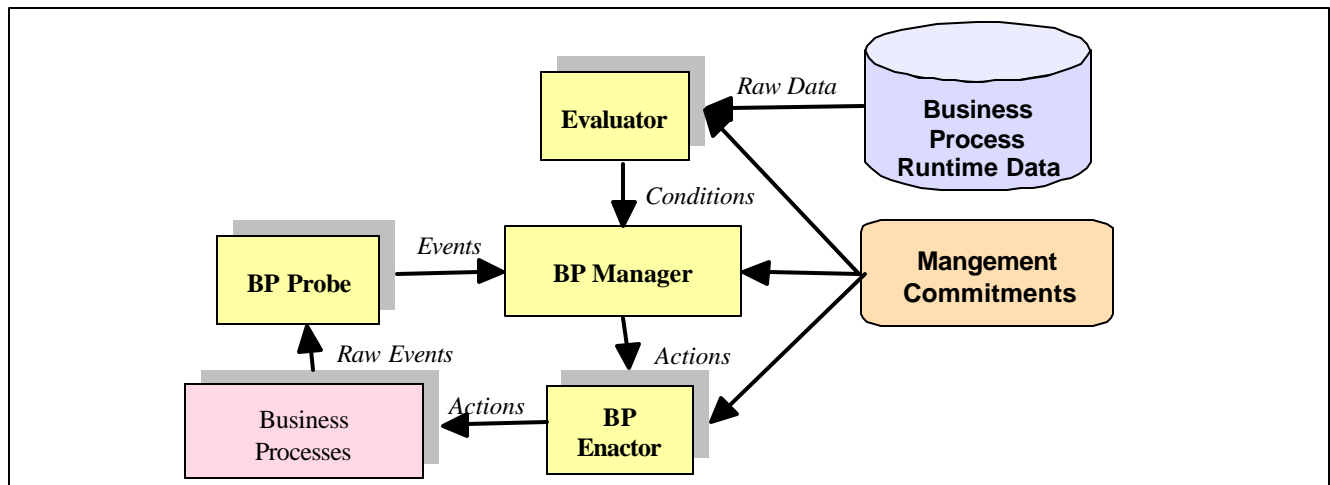 Raw Data
Evaluator
Business
Process
Runtime Data
Conditions
Events
BP Probe
BP Manager
Mangement
Commitments
Raw Events
Actions
Actions
Business
Processes
BP
Enactor